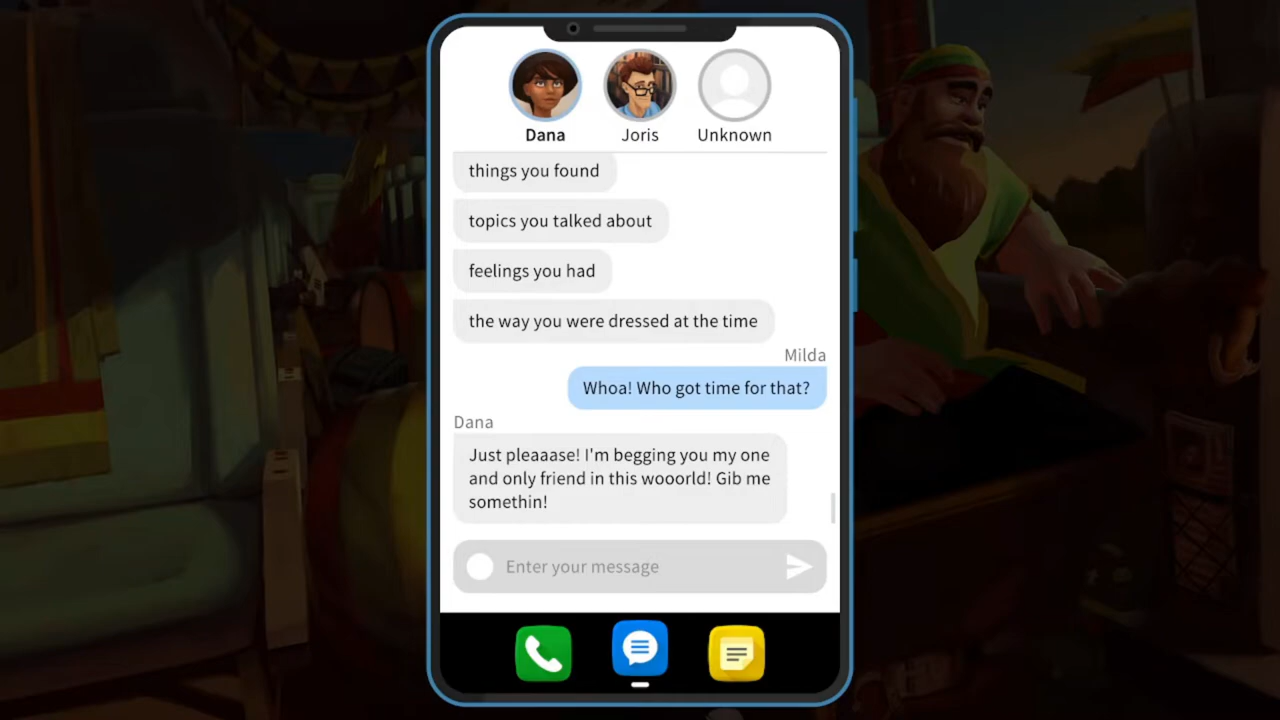 Dana
Joris
Unknown
things you found
topics you talked about
feelings you had
the way you were dressed at the time
Milda
Whoa! Who got time for that?
Dana
Just pleaaase! I'm begging you my one
and only friend in this wooorld! Gib me
somethin!
Enter your message